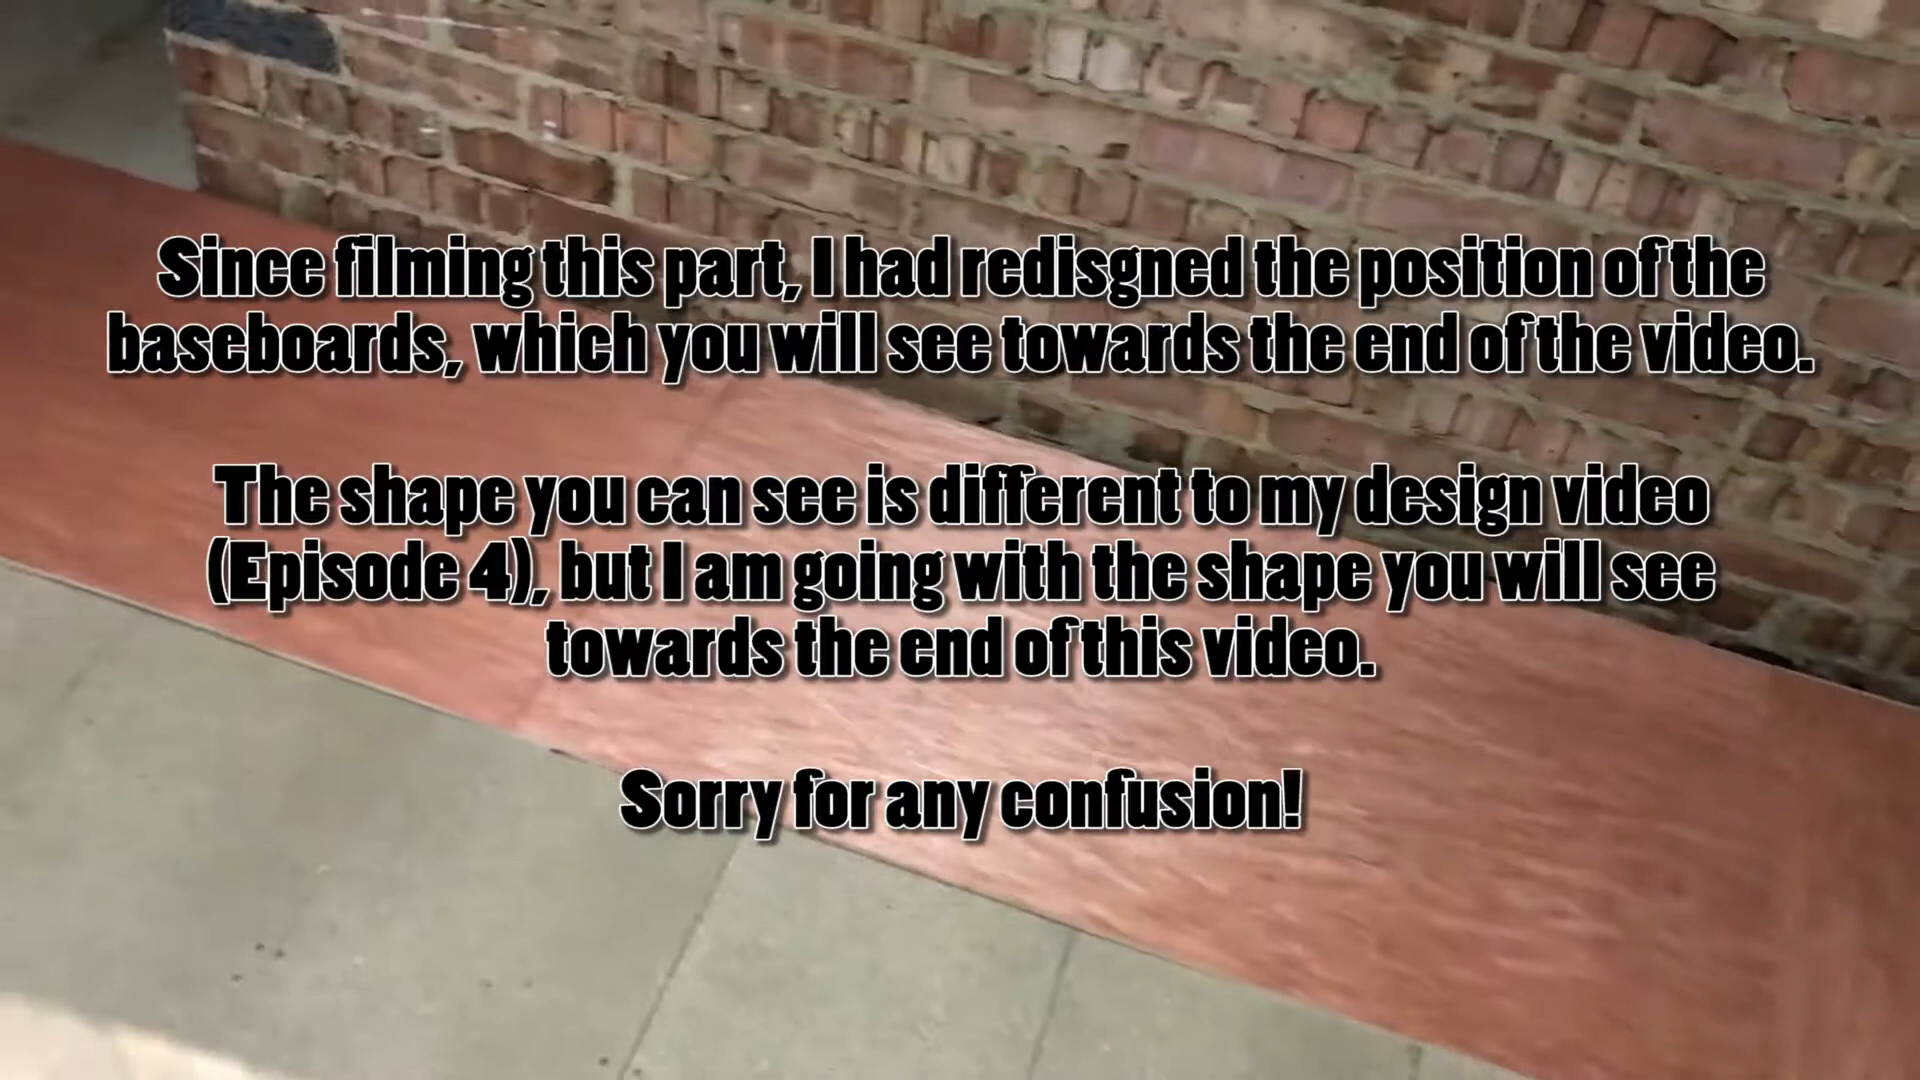 Since filming this part, I had redisgned the position of the
baseboards, which you will see towards the end of the video.
The shape you can see is different to my design video
(Episode 4), but I am going with the shape you will see
towards the end of this video.
Sorry for any confusion!